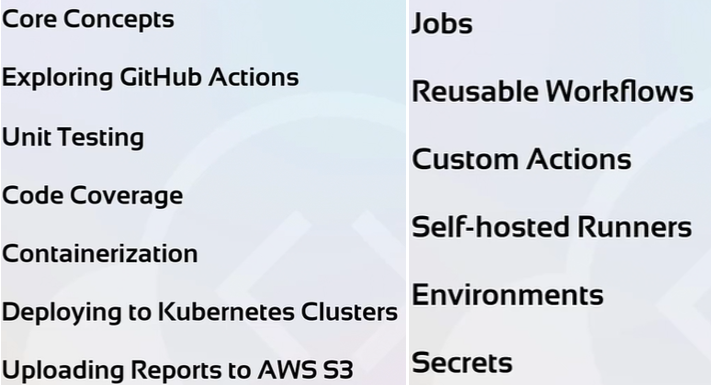 Core Concepts
Exploring GitHub Actions
Unit Testing
Code Coverage
Containerization
Deploying to Kubernetes Clusters
Uploading Reports to AWS S3
Jobs
Reusable Workflows
Custom Actions
Self-hosted Runners
Environments
Secrets